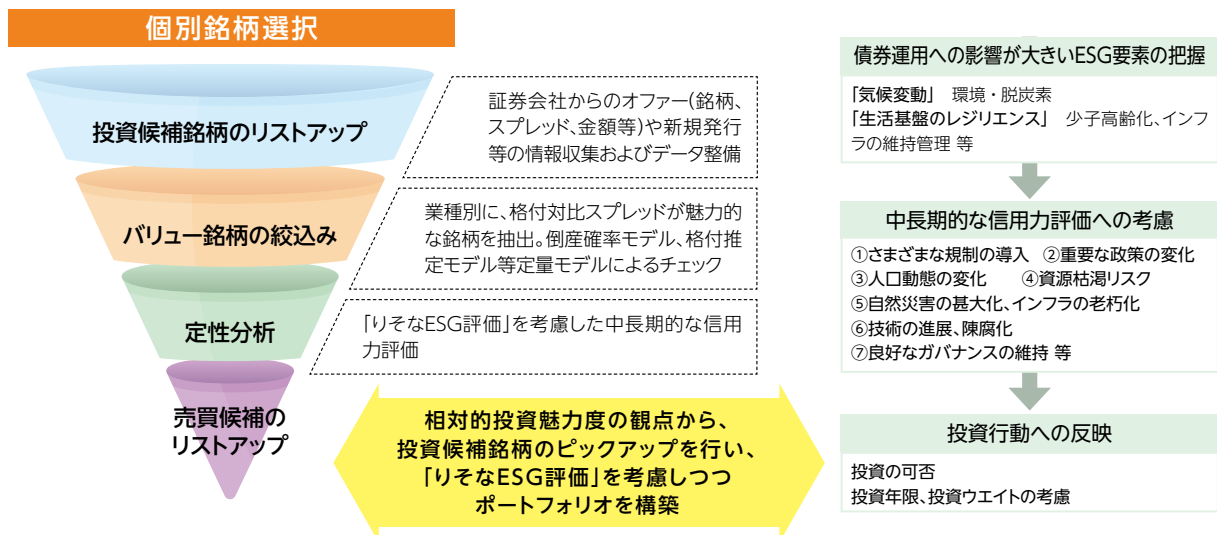 個別銘柄選択
投資候補銘柄のリストアップ
証券会社からのオファー(銘柄、
スプレッド、金額等)や新規発行
等の情報収集およびデータ整備
バリュー銘柄の絞込み
業種別に、格付対比スプレッドが魅力的
な銘柄を抽出。倒産確率モデル、格付推
定モデル等定量モデルによるチェック
定性分析
「りそなESG評価」を考慮した中長期的な信用
力評価
売買候補の
リストアップ
相対的投資魅力度の観点から、
投資候補銘柄のピックアップを行い、
「りそなESG評価」を考慮しつつ
ポートフォリオを構築
債券運用への影響が大きいESG要素の把握
「気候変動」 環境・脱炭素
「生活基盤のレジリエンス」 少子高齢化、インフ
ラの維持管理 等
中長期的な信用力評価への考慮
①さまざまな規制の導入 ②重要な政策の変化
③人口動態の変化 ④資源枯渇リスク
⑤自然災害の甚大化、インフラの老朽化
⑥技術の進展、陳腐化
⑦良好なガバナンスの維持 等
投資行動への反映
投資の可否
投資年限、投資ウエイトの考慮